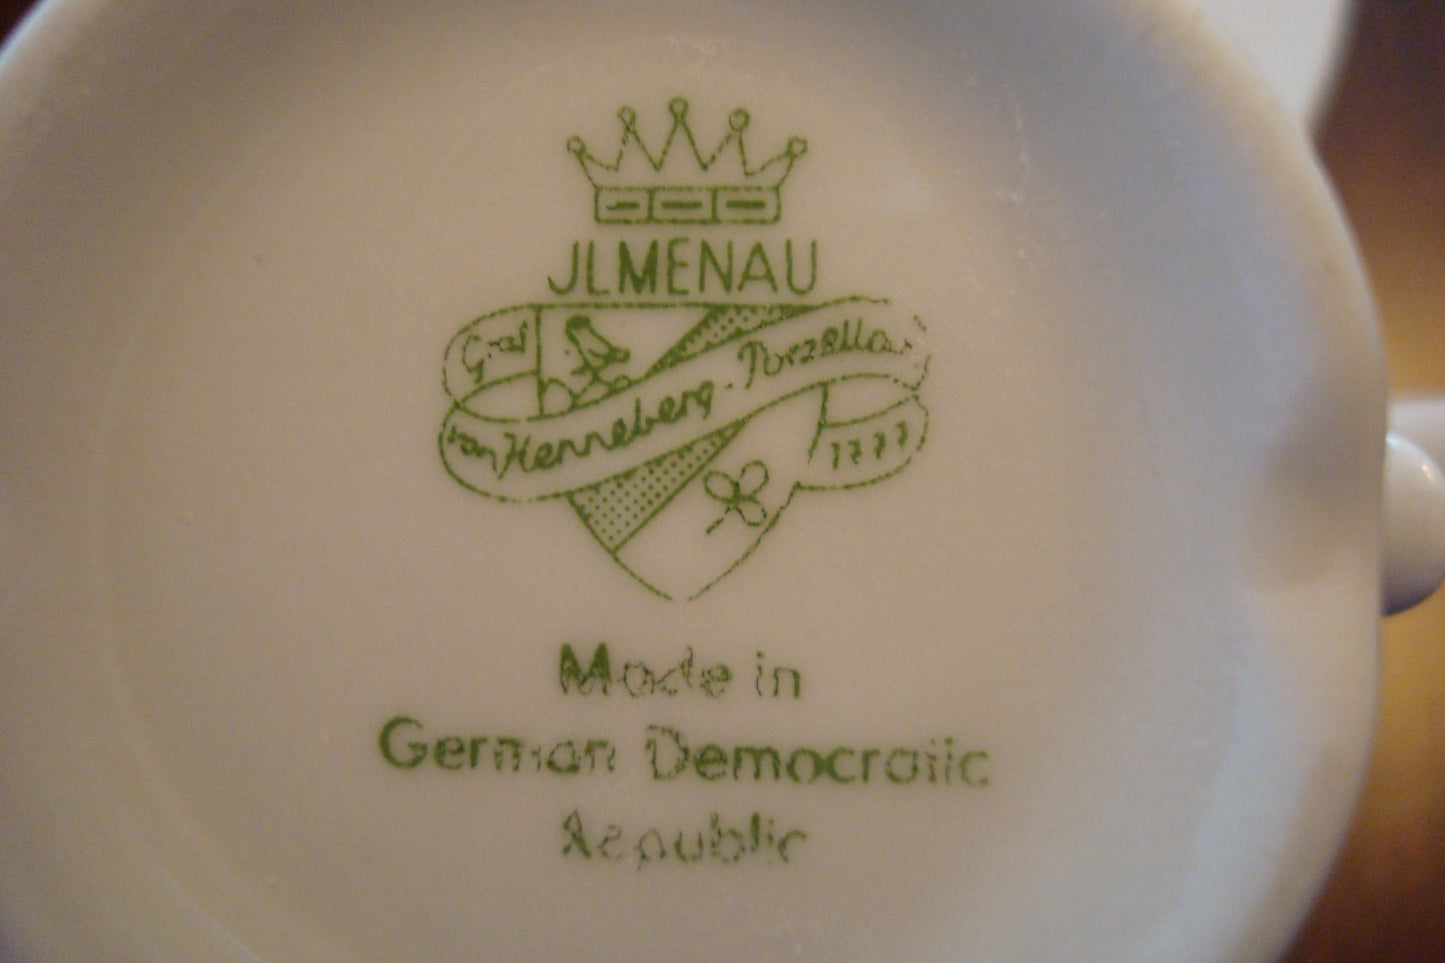 JLMENAU
Graf
von Henneberg - Porzellan
1777
Made in
German Democratic
Republic